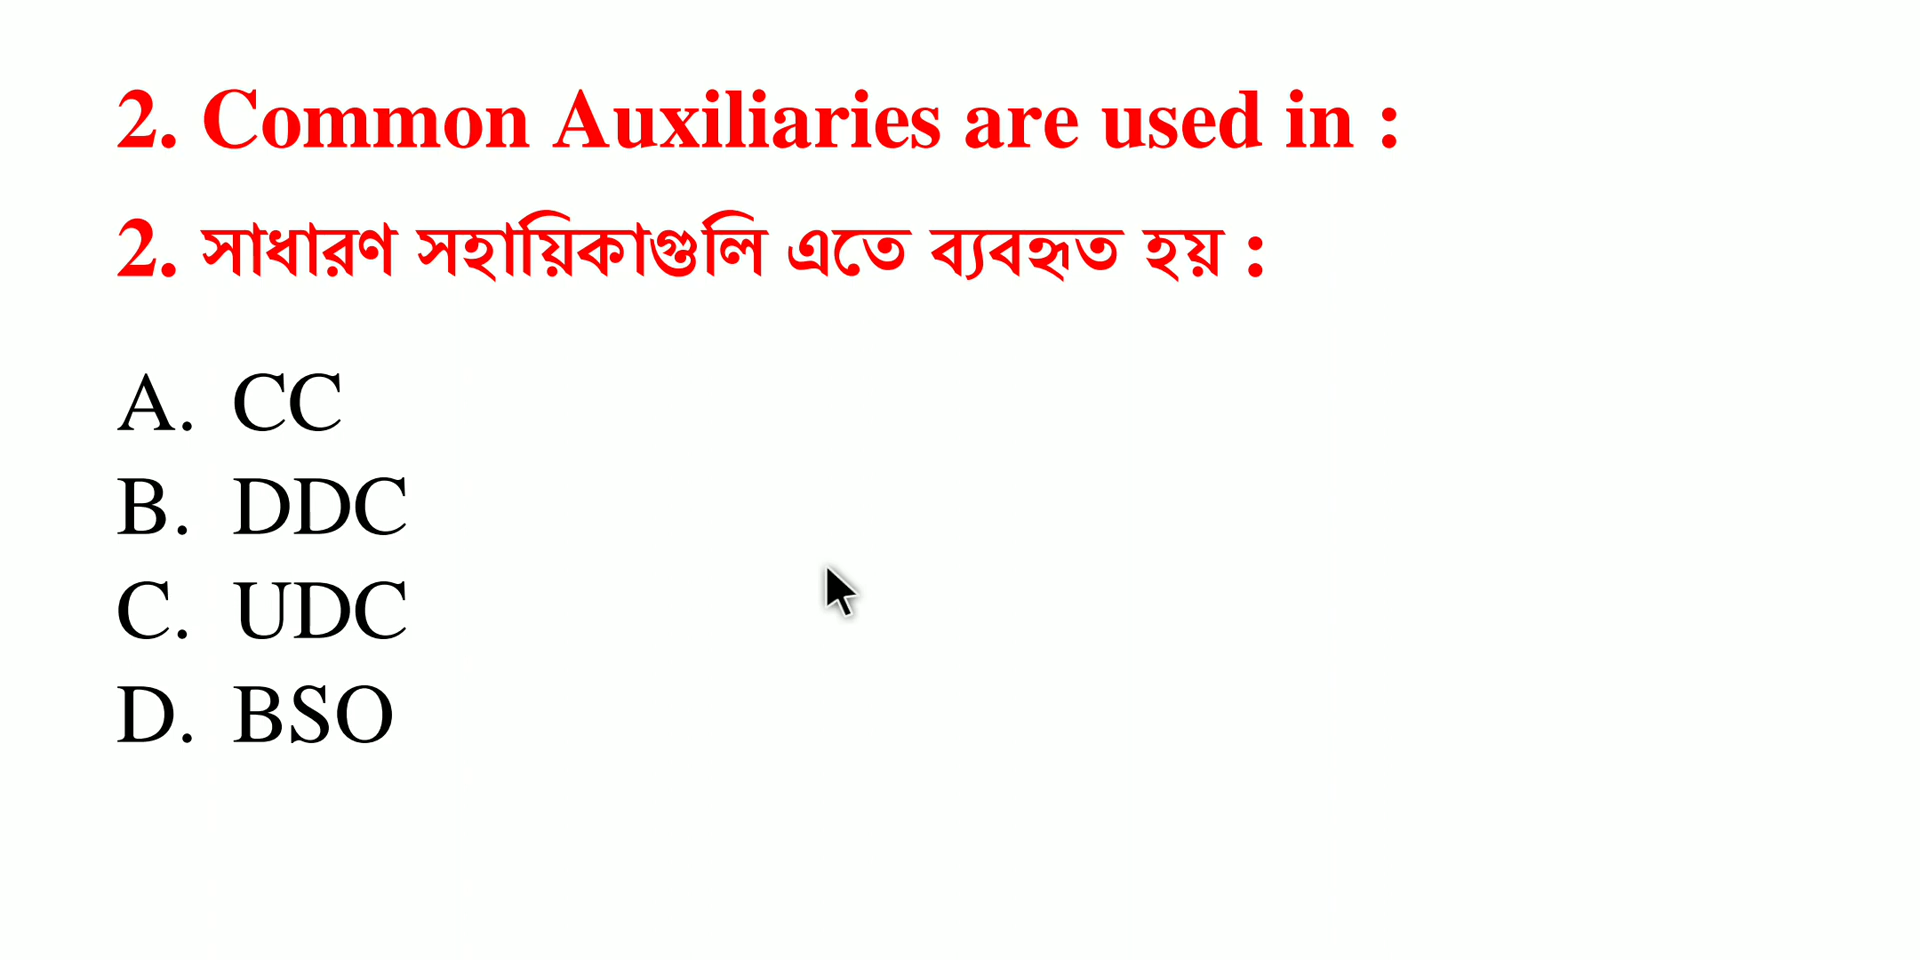 2. Common Auxiliaries are used in :
2. সাধারণ সহায়িকাগুলি এতে ব্যবহৃত হয় :
A. CC
B. DDC
C. UDC
D. BSO